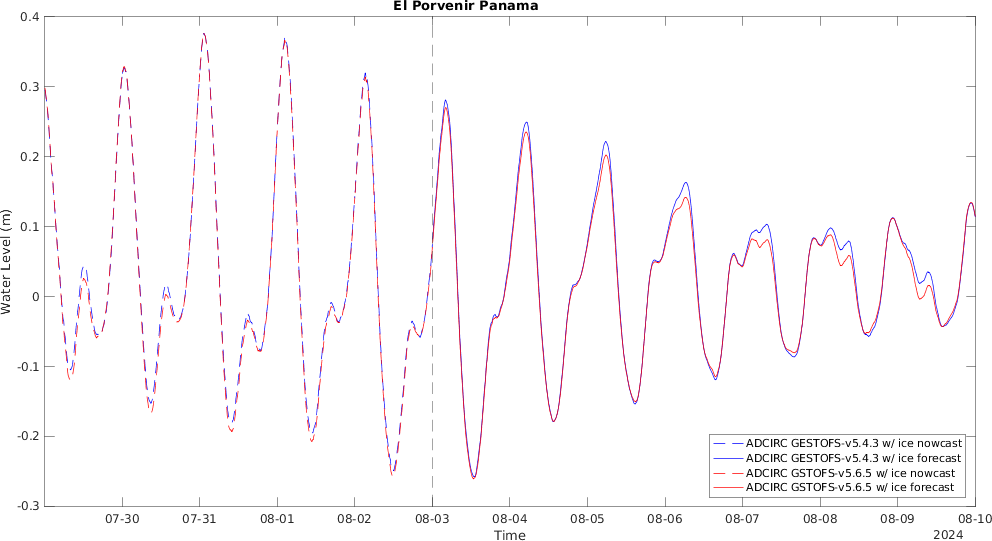 El Porvenir Panama
0.4
0.3
0.2
0.1
0
-0.1
-0.2
-0.3
Water Level (m)
ADCIRC GESTOFS-v5.4.3 w/ ice nowcast
ADCIRC GESTOFS-v5.4.3 w/ ice forecast
ADCIRC GSTOFS-v5.6.5 w/ ice nowcast
ADCIRC GSTOFS-v5.6.5 w/ ice forecast
07-30 07-31 08-01 08-02 08-03 08-04 08-05 08-06 08-07 08-08 08-09 08-10
Time
2024